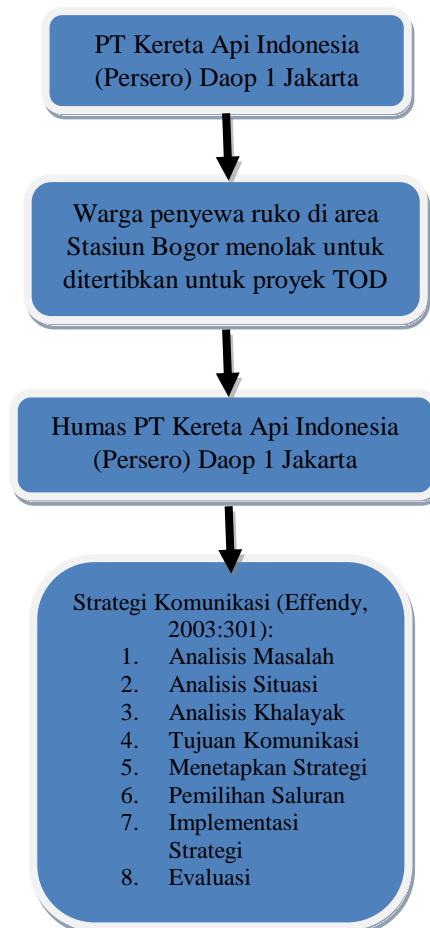 PT Kereta Api Indonesia
(Persero) Daop 1 Jakarta
Warga penyewa ruko di area
Stasiun Bogor menolak untuk
ditertibkan untuk proyek TOD
Humas PT Kereta Api Indonesia
(Persero) Daop 1 Jakarta
Strategi Komunikasi (Effendy,
2003:301):
1. Analisis Masalah
2. Analisis Situasi
3. Analisis Khalayak
4. Tujuan Komunikasi
5. Menetapkan Strategi
6. Pemilihan Saluran
7. Implementasi
Strategi
8. Evaluasi